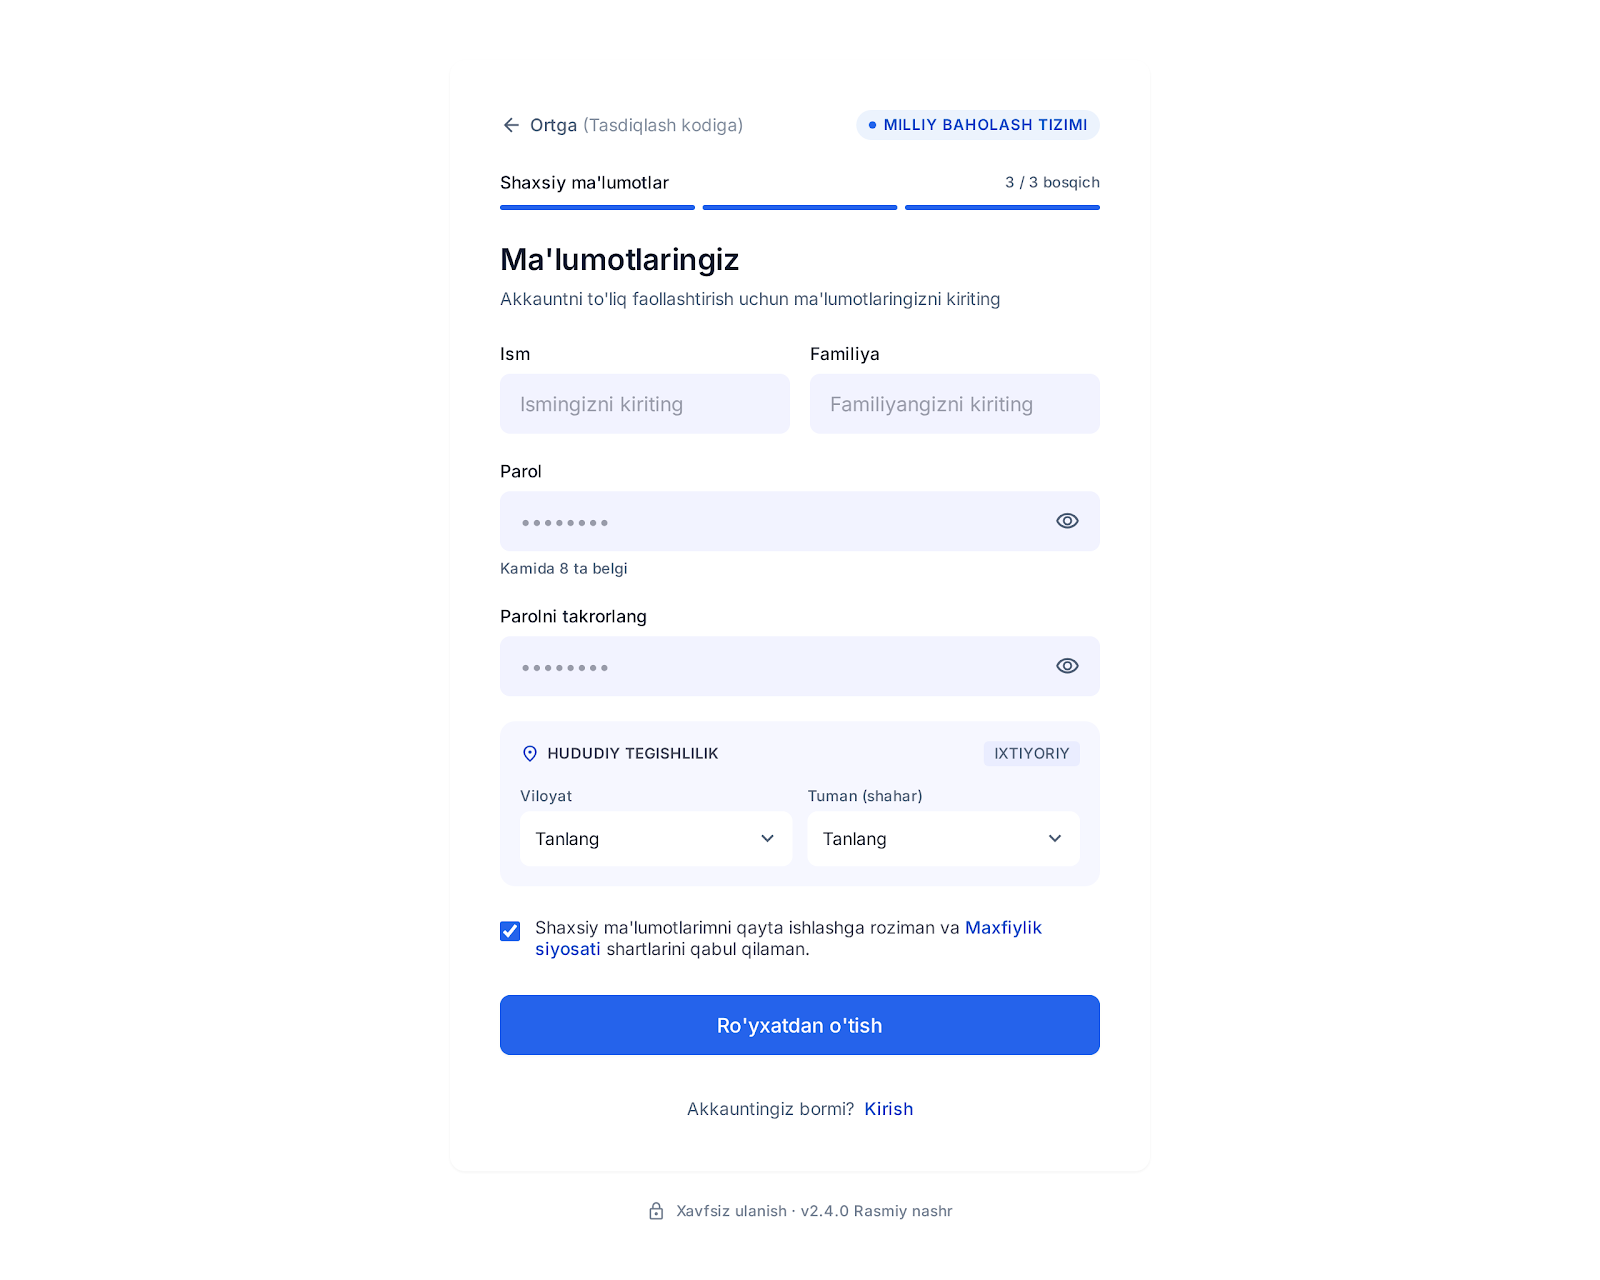 Ortga (Tasdiqlash kodiga)
MILLIY BAHOLASH TIZIMI
Shaxsiy ma'lumotlar
3 / 3 bosqich
Ma'lumotlaringiz
Akkauntni to'liq faollashtirish uchun ma'lumotlaringizni kiriting
Ism
Familiya
Ismingizni kiriting
Familiyangizni kiriting
Parol
••••••••
Kamida 8 ta belgi
Parolni takrorlang
••••••••
HUDUDIY TEGISHLILIK
IXTIYORIY
Viloyat
Tuman (shahar)
Tanlang
Tanlang
Shaxsiy ma'lumotlarimni qayta ishlashga roziman va Maxfiylik
siyosati shartlarini qabul qilaman.
Ro'yxatdan o'tish
Akkauntingiz bormi? Kirish
Xavfsiz ulanish · v2.4.0 Rasmiy nashr